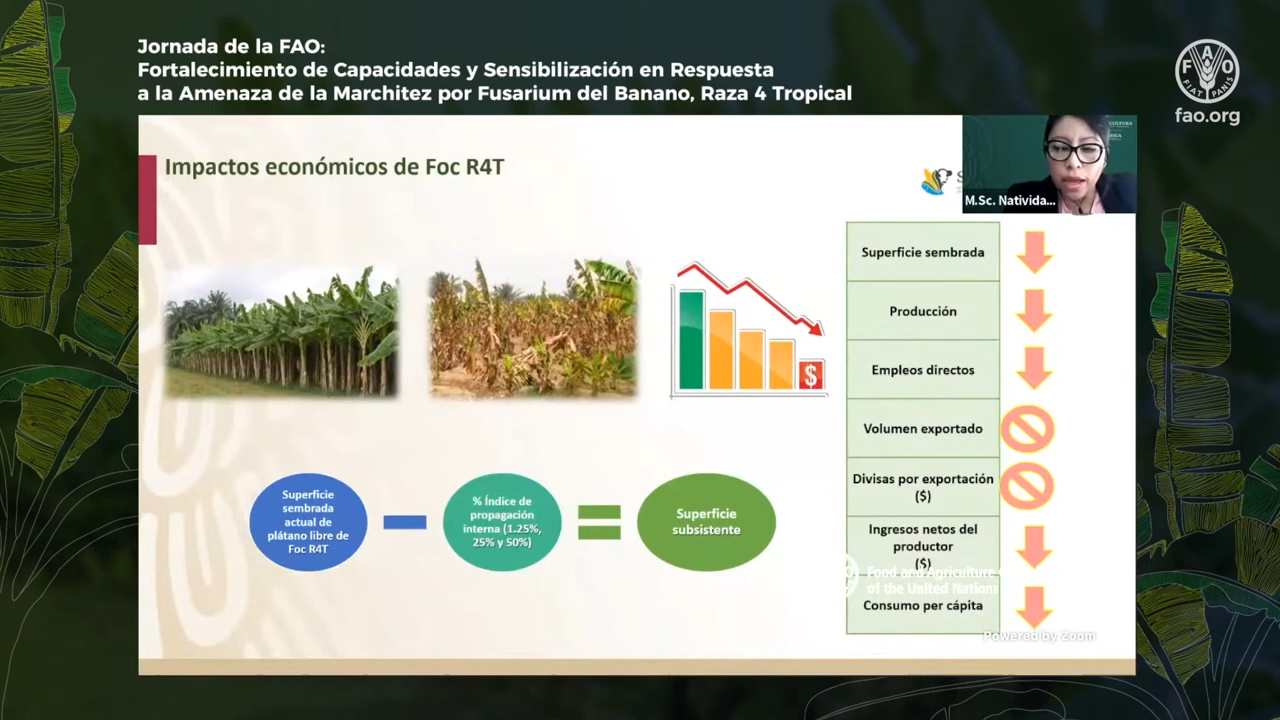 Jornada de la FAO:
Fortalecimiento de Capacidades y Sensibilización en Respuesta
a la Amenaza de la Marchitez por Fusarium del Banano, Raza 4 Tropical
FAO
FIAT PANIS
fao.org
Impactos económicos de Foc R4T
M.Sc. Nativida...
Superficie sembrada
Producción
Empleos directos
Volumen exportado
Divisas por exportación
($)
Ingresos netos del
productor
($)
Consumo per cápita
$
Superficie
sembrada
actual de
plátano libre de
Foc R4T
% Índice de
propagación
interna (1.25%,
25% y 50%)
Superficie
subsistente
Food and Agriculture
of the United Nations
Powered by Zoom